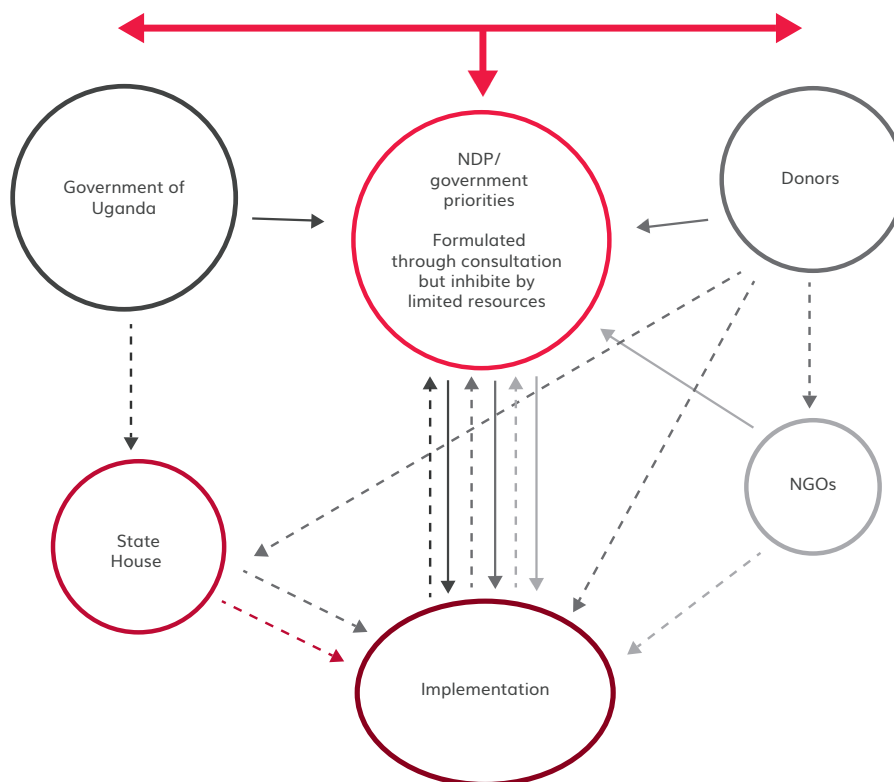 Government of
Uganda
NDP/
government
priorities
Formulated
through consultation
but inhibite by
limited resources
Donors
State
House
NGOs
Implementation